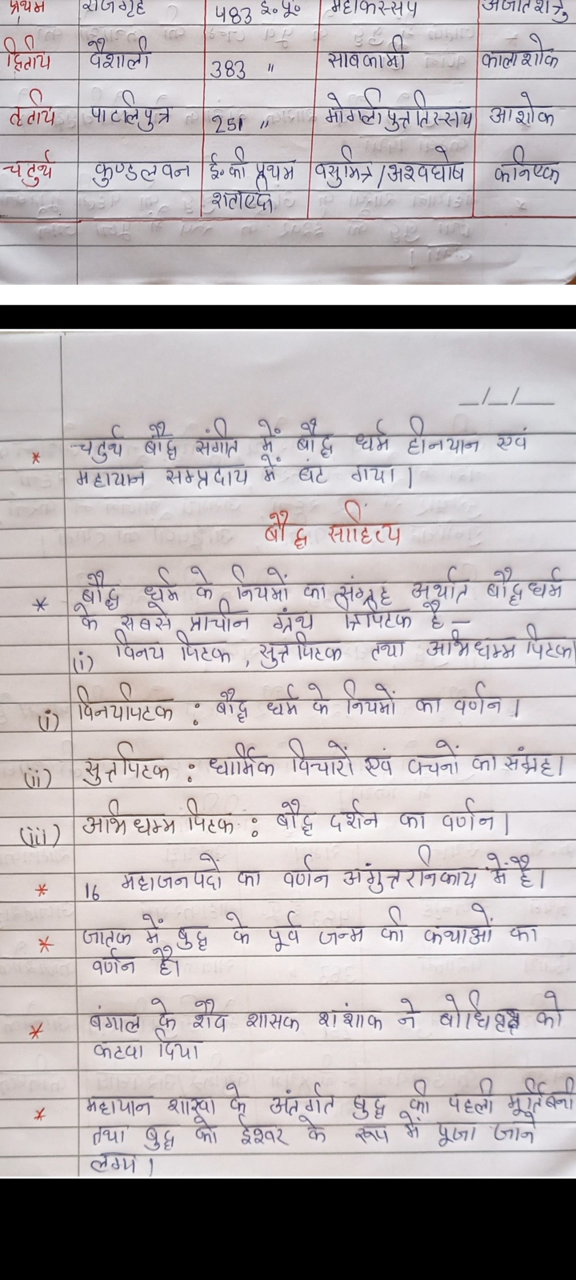 प्रथम राजगृह 483 ई॰ पू॰ महाकस्सप अजातशत्रु
द्वितीय वैशाली 383 " साबकामी कालाशोक
तृतीय पाटलिपुत्र 251 " मोगलीपुत्ततिस्सय आशोक
चतुर्थ कुण्डलवन ई॰ की प्रथम वसुमित्र/अश्वघोष कनिष्क
शताब्दी
* चतुर्थ बौद्ध संगीत में बौद्ध धर्म हीनयान एवं
महायान सम्प्रदाय में बंट गया।
बौद्ध साहित्य
* बौद्ध धर्म के नियमों का संग्रह अर्थात बौद्ध धर्म
के सबसे प्राचीन ग्रंथ त्रिपिटक है –
(i) विनय पिटक, सुत्तपिटक तथा अभिधम्म पिटक
(i) विनयपिटक : बौद्ध धर्म के नियमों का वर्णन।
(ii) सुत्तपिटक : धार्मिक विचारों एवं वचनों का संग्रह।
(iii) अभिधम्म पिटक : बौद्ध दर्शन का वर्णन।
* 16 महाजनपदों का वर्णन अंगुत्तरनिकाय में है।
* जातक में बुद्ध के पूर्व जन्म की कथाओं का
वर्णन है।
* बंगाल के शैव शासक शशांक ने बोधिवृक्ष को
कटवा दिया
* महायान शाखा के अंतर्गत बुद्ध की पहली मूर्ति बनी
तथा बुद्ध को ईश्वर के रूप में पूजा जाने
लगा।